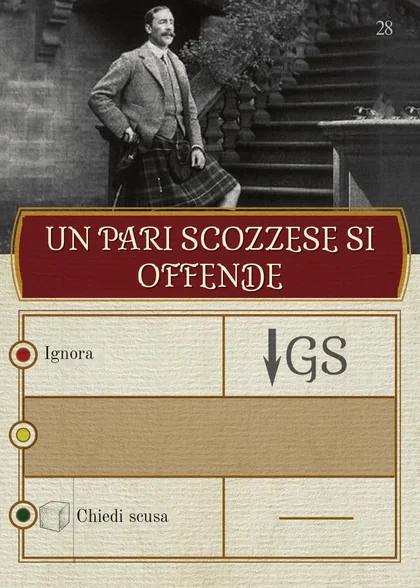 28
UN PARI SCOZZESE SI
OFFENDE
Ignora
GS
Chiedi scusa